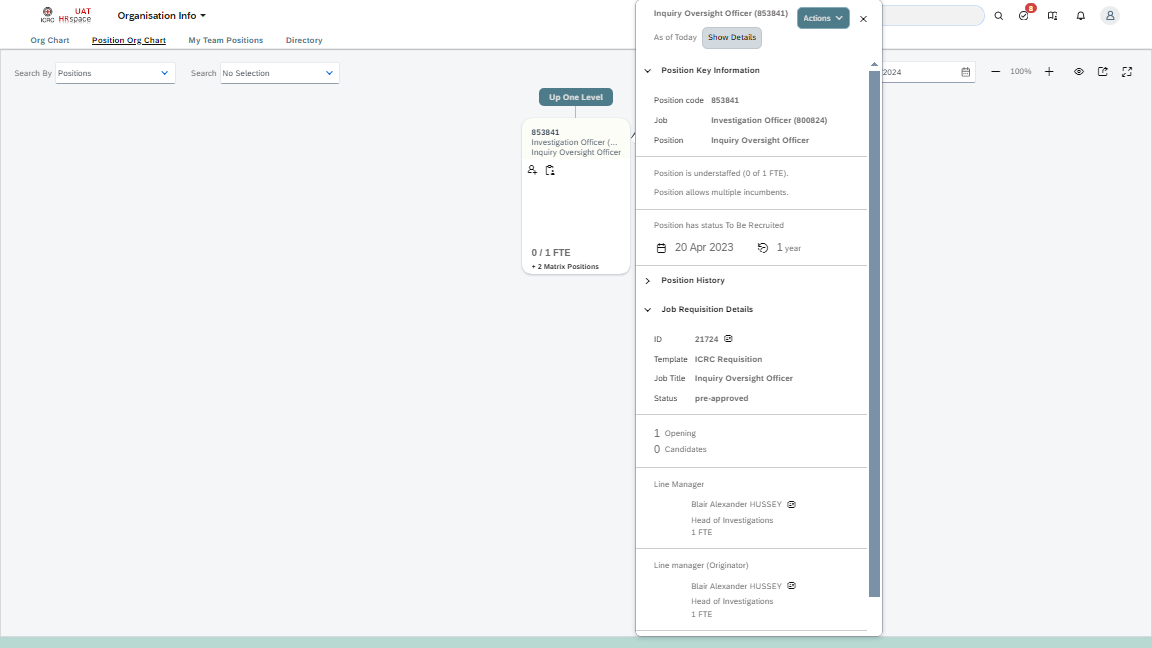 ICRC
UAT
HRspace
Organisation Info
8
Org Chart
Position Org Chart
My Team Positions
Directory
Search By
Positions
Search
No Selection
2024
100%
Up One Level
853841
Investigation Officer (...
Inquiry Oversight Officer
0 / 1 FTE
+ 2 Matrix Positions
Inquiry Oversight Officer (853841)
Actions
As of Today
Show Details
Position Key Information
Position code 853841
Job Investigation Officer (800824)
Position Inquiry Oversight Officer
Position is understaffed (0 of 1 FTE).
Position allows multiple incumbents.
Position has status To Be Recruited
20 Apr 2023
1 year
Position History
Job Requisition Details
ID 21724
Template ICRC Requisition
Job Title Inquiry Oversight Officer
Status pre-approved
1 Opening
0 Candidates
Line Manager
Blair Alexander HUSSEY
Head of Investigations
1 FTE
Line manager (Originator)
Blair Alexander HUSSEY
Head of Investigations
1 FTE